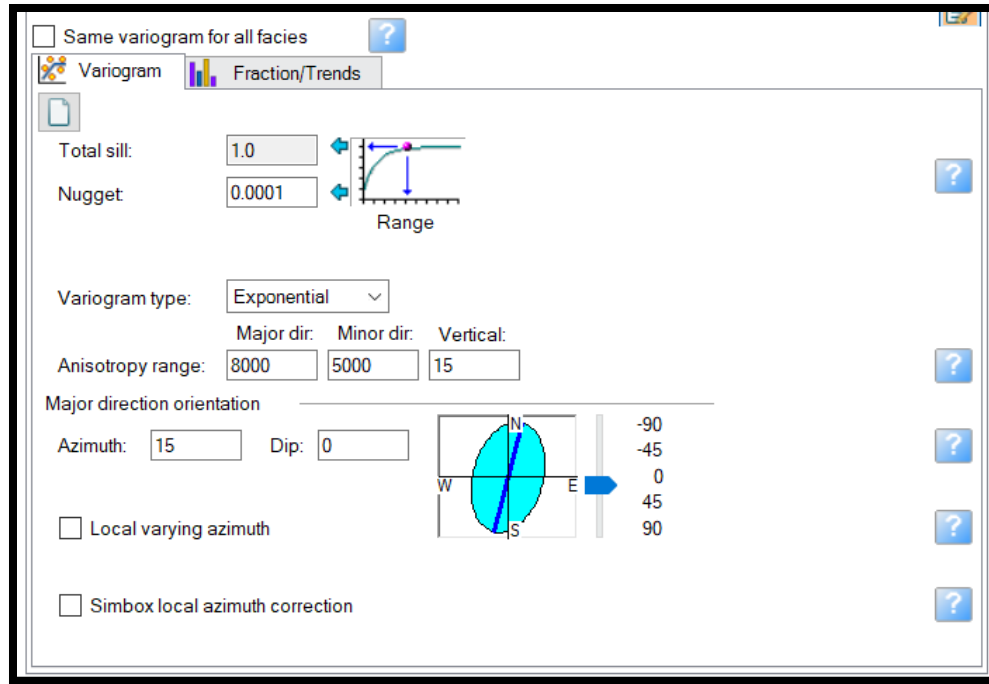 Same variogram for all facies ?
Variogram Fraction/Trends
Total sill: 1.0
?
Nugget: 0.0001
Range
Variogram type: Exponential
Major dir: Minor dir: Vertical:
Anisotropy range: 8000 5000 15 ?
Major direction orientation
Azimuth: 15 Dip: 0
N
W E
S
-90
-45
0
45
90
?
Local varying azimuth ?
Simbox local azimuth correction ?